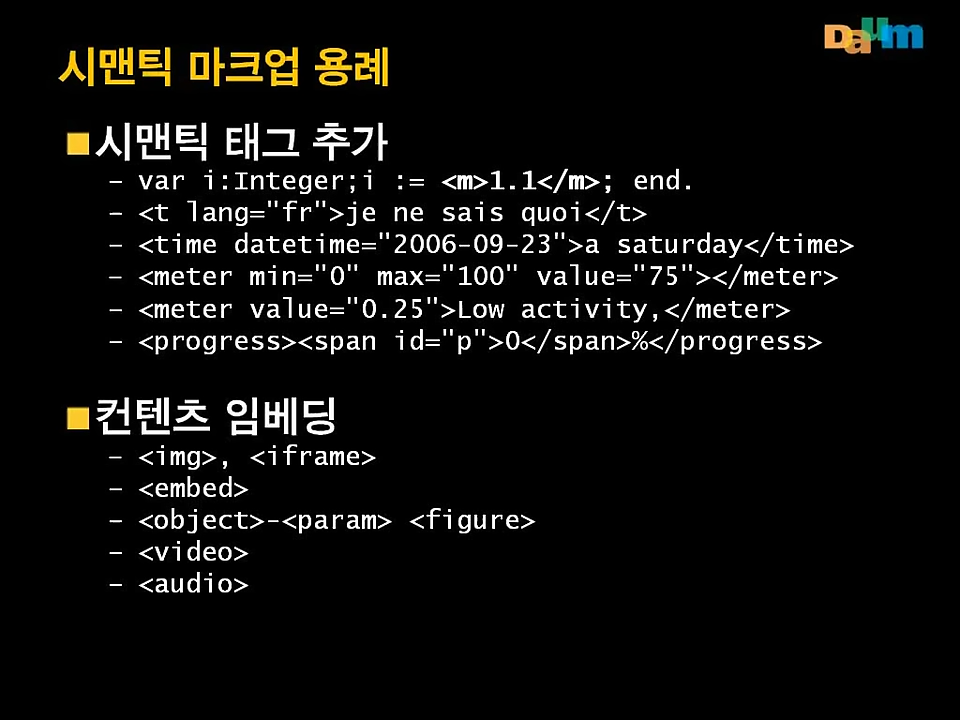 Daum
시맨틱 마크업 용례
시맨틱 태그 추가
– var i:Integer;i := <m>1.1</m>; end.
– <t lang="fr">je ne sais quoi</t>
– <time datetime="2006-09-23">a saturday</time>
– <meter min="0" max="100" value="75"></meter>
– <meter value="0.25">Low activity,</meter>
– <progress><span id="p">0</span>%</progress>
컨텐츠 임베딩
– <img>, <iframe>
– <embed>
– <object>-<param> <figure>
– <video>
– <audio>